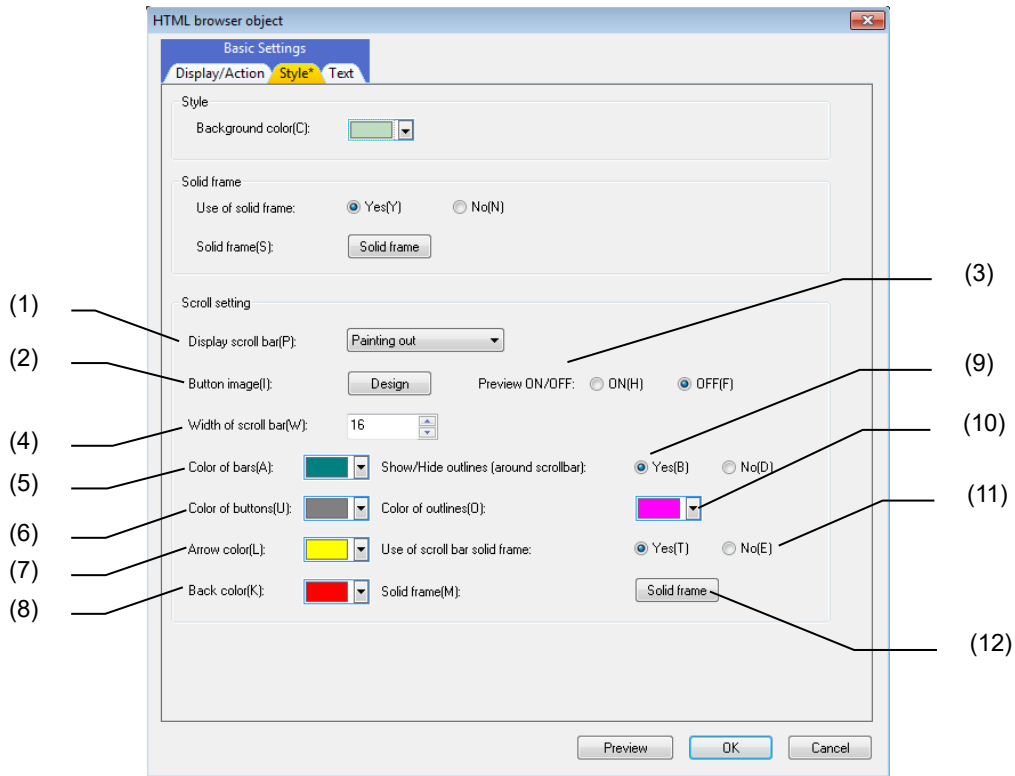 HTML browser object
Basic Settings
Display/Action Style* Text
Style
Background color(C):
Solid frame
Use of solid frame: Yes(Y) No(N)
Solid frame(S): Solid frame
(3)
Scroll setting
(1)
Display scroll bar(P): Painting out
(2)
Button image(I): Design Preview ON/OFF: ON(H) OFF(F)
(9)
Width of scroll bar(W): 16
(10)
(4)
Color of bars(A): Show/Hide outlines (around scrollbar): Yes(B) No(D)
(5)
(11)
Color of buttons(U): Color of outlines(O):
(6)
Arrow color(L): Use of scroll bar solid frame: Yes(T) No(E)
(7)
Back color(K): Solid frame(M): Solid frame
(8)
(12)
Preview OK Cancel